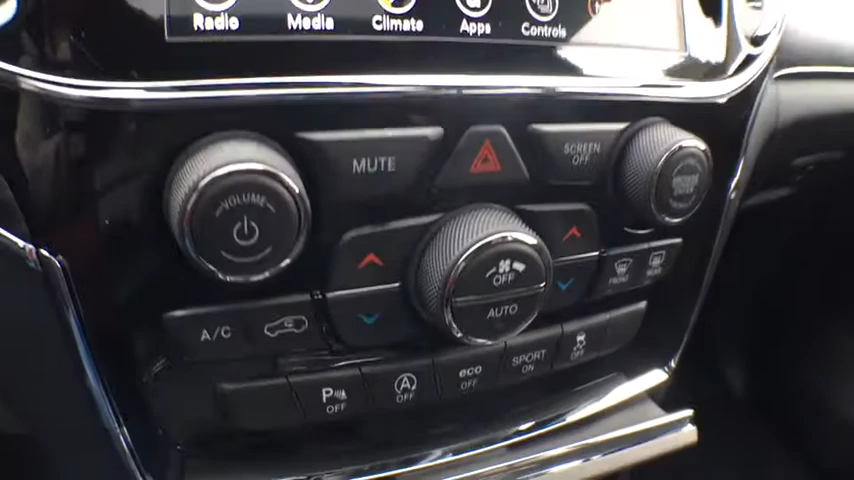 Radio Media Climate Apps Controls
VOLUME
MUTE
SCREEN
OFF
OFF
AUTO
FRONT
REAR
A/C
P
OFF
A
OFF
eco
OFF
SPORT
ON
OFF